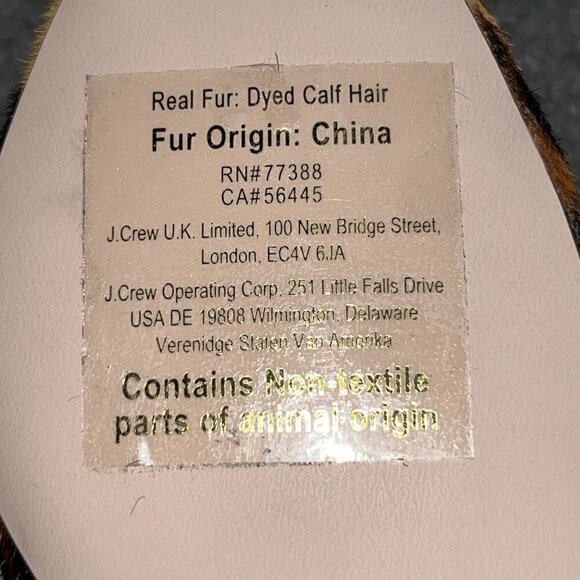 Real Fur: Dyed Calf Hair
Fur Origin: China
RN#77388
CA#56445
J.Crew U.K. Limited, 100 New Bridge Street,
London, EC4V 6JA
J.Crew Operating Corp. 251 Little Falls Drive
USA DE 19808 Wilmington, Delaware
Verenidge Staten Van Amerika
Contains Non-textile
parts of animal origin